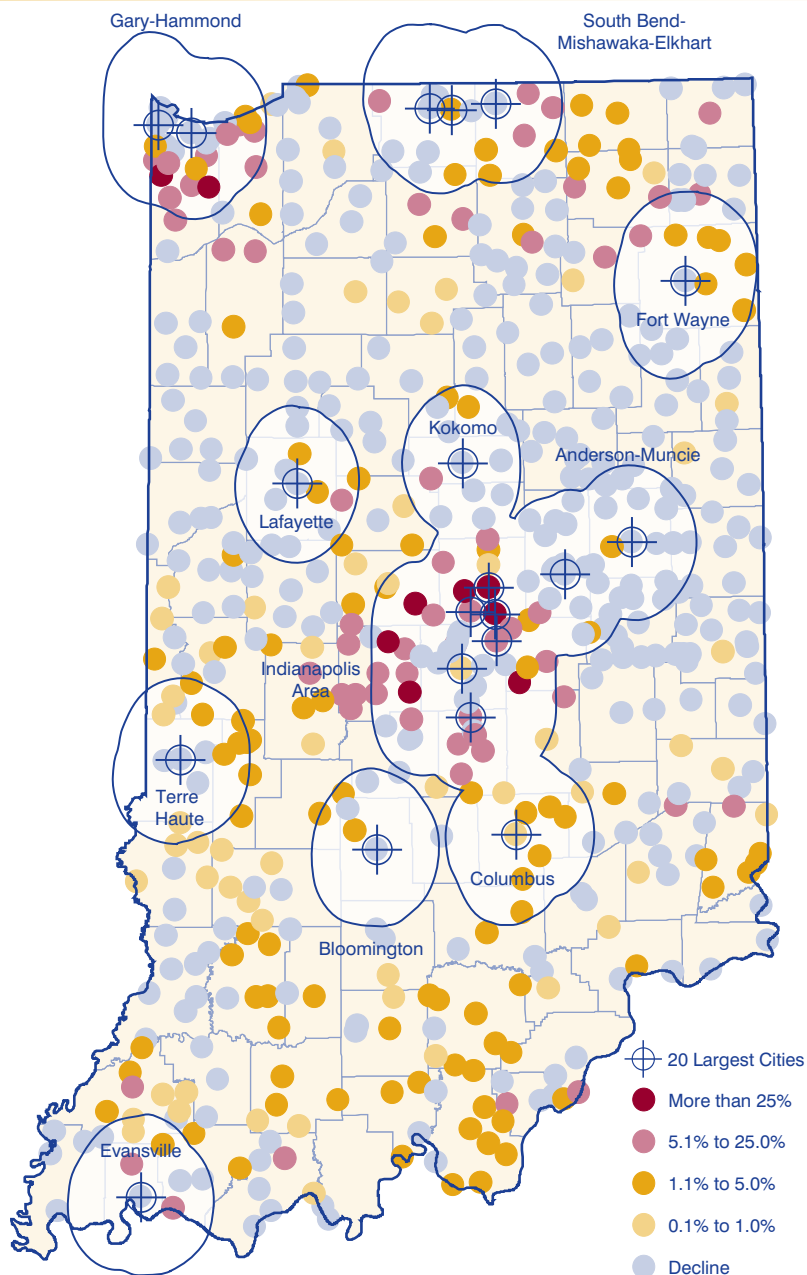 Gary-Hammond
South Bend-
Mishawaka-Elkhart
Fort Wayne
Kokomo
Anderson-Muncie
Lafayette
Indianapolis
Area
Terre
Haute
Columbus
Bloomington
Evansville
20 Largest Cities
More than 25%
5.1% to 25.0%
1.1% to 5.0%
0.1% to 1.0%
Decline